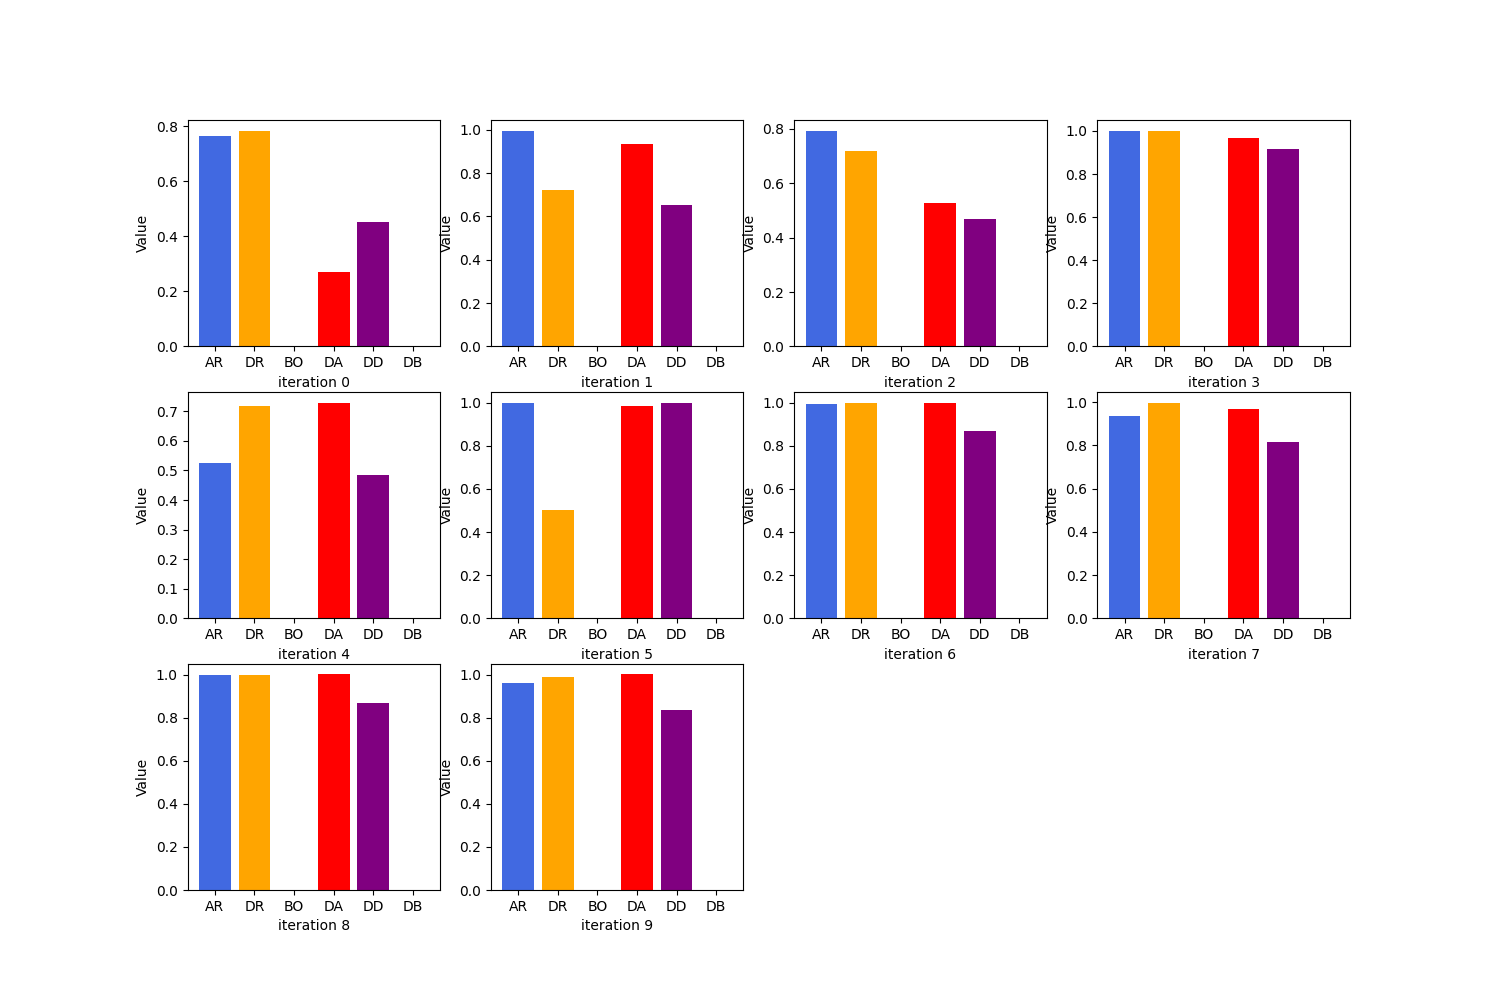 0.8
0.6
0.4
0.2
0.0
Value
AR DR BO DA DD DB
iteration 0
1.0
0.8
0.6
0.4
0.2
0.0
Value
AR DR BO DA DD DB
iteration 1
0.8
0.6
0.4
0.2
0.0
Value
AR DR BO DA DD DB
iteration 2
1.0
0.8
0.6
0.4
0.2
0.0
Value
AR DR BO DA DD DB
iteration 3
0.7
0.6
0.5
0.4
0.3
0.2
0.1
0.0
Value
AR DR BO DA DD DB
iteration 4
1.0
0.8
0.6
0.4
0.2
0.0
Value
AR DR BO DA DD DB
iteration 5
1.0
0.8
0.6
0.4
0.2
0.0
Value
AR DR BO DA DD DB
iteration 6
1.0
0.8
0.6
0.4
0.2
0.0
Value
AR DR BO DA DD DB
iteration 7
1.0
0.8
0.6
0.4
0.2
0.0
Value
AR DR BO DA DD DB
iteration 8
1.0
0.8
0.6
0.4
0.2
0.0
Value
AR DR BO DA DD DB
iteration 9